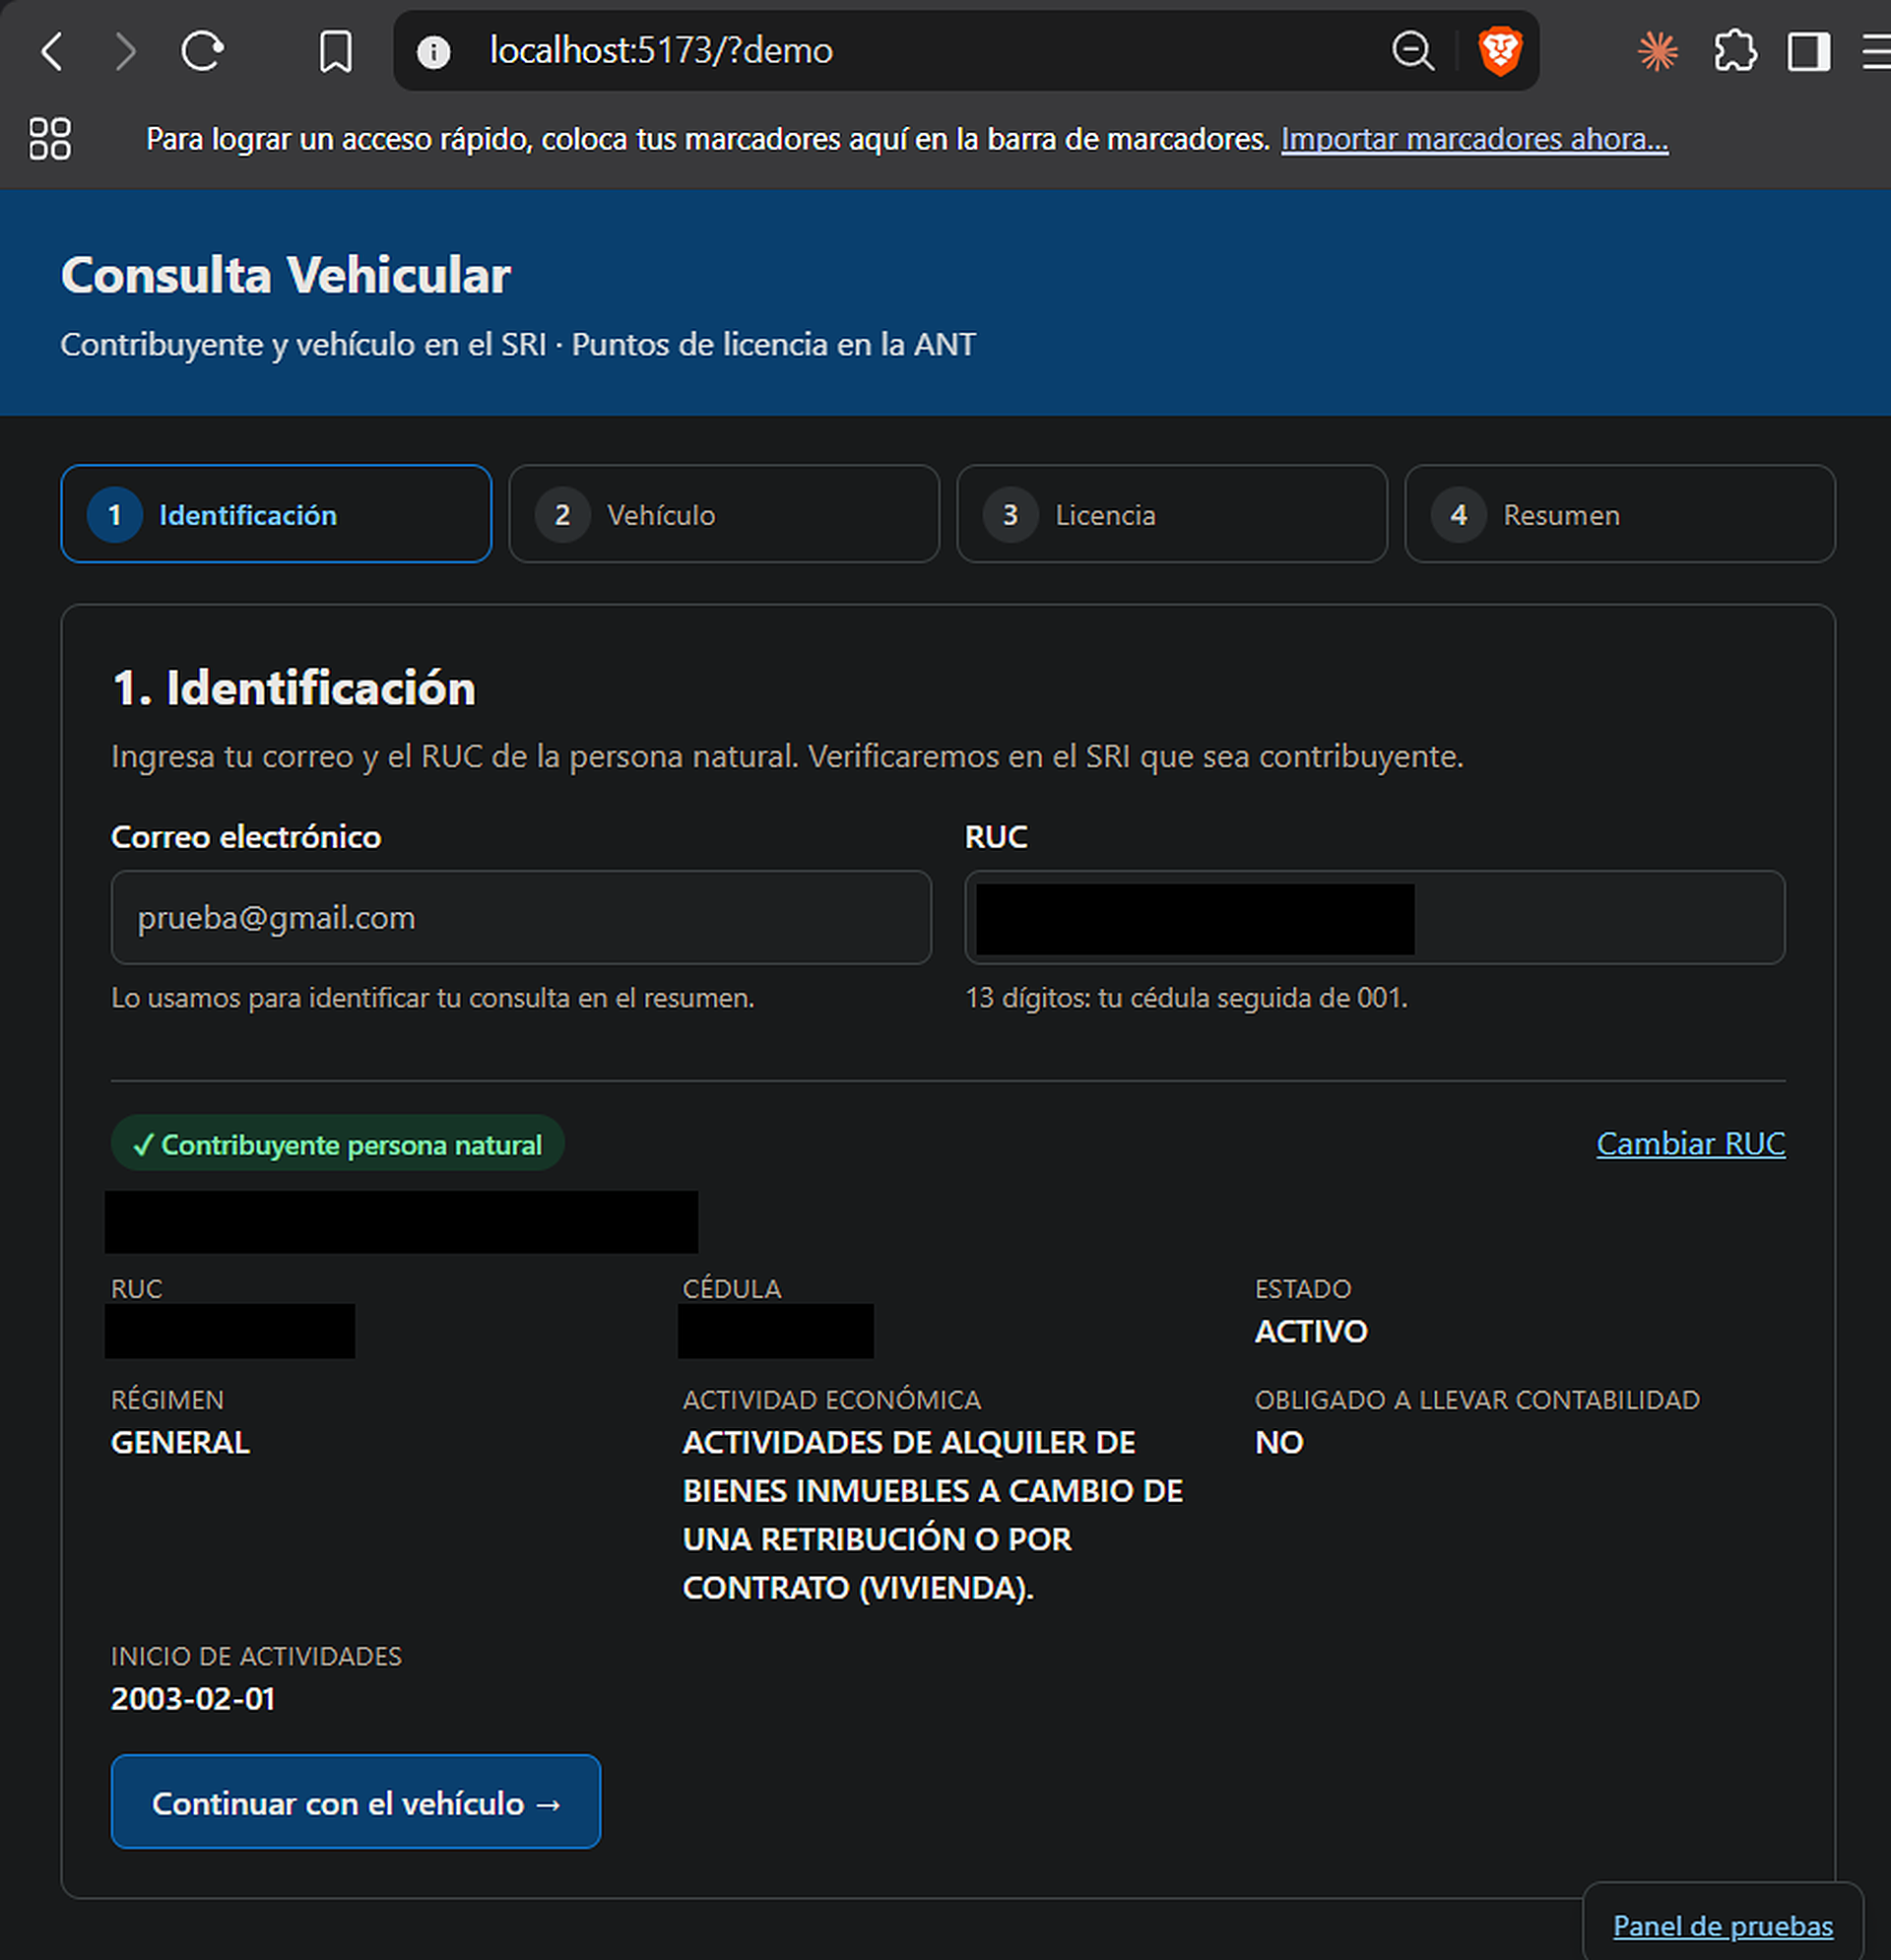 localhost:5173/?demo
Para lograr un acceso rápido, coloca tus marcadores aquí en la barra de marcadores. Importar marcadores ahora...
Consulta Vehicular
Contribuyente y vehículo en el SRI · Puntos de licencia en la ANT
1 Identificación
2 Vehículo
3 Licencia
4 Resumen
1. Identificación
Ingresa tu correo y el RUC de la persona natural. Verificaremos en el SRI que sea contribuyente.
Correo electrónico
RUC
prueba@gmail.com
Lo usamos para identificar tu consulta en el resumen.
13 dígitos: tu cédula seguida de 001.
✓ Contribuyente persona natural
Cambiar RUC
RUC
CÉDULA
ESTADO
ACTIVO
RÉGIMEN
GENERAL
ACTIVIDAD ECONÓMICA
ACTIVIDADES DE ALQUILER DE
BIENES INMUEBLES A CAMBIO DE
UNA RETRIBUCIÓN O POR
CONTRATO (VIVIENDA).
OBLIGADO A LLEVAR CONTABILIDAD
NO
INICIO DE ACTIVIDADES
2003-02-01
Continuar con el vehículo →
Panel de pruebas